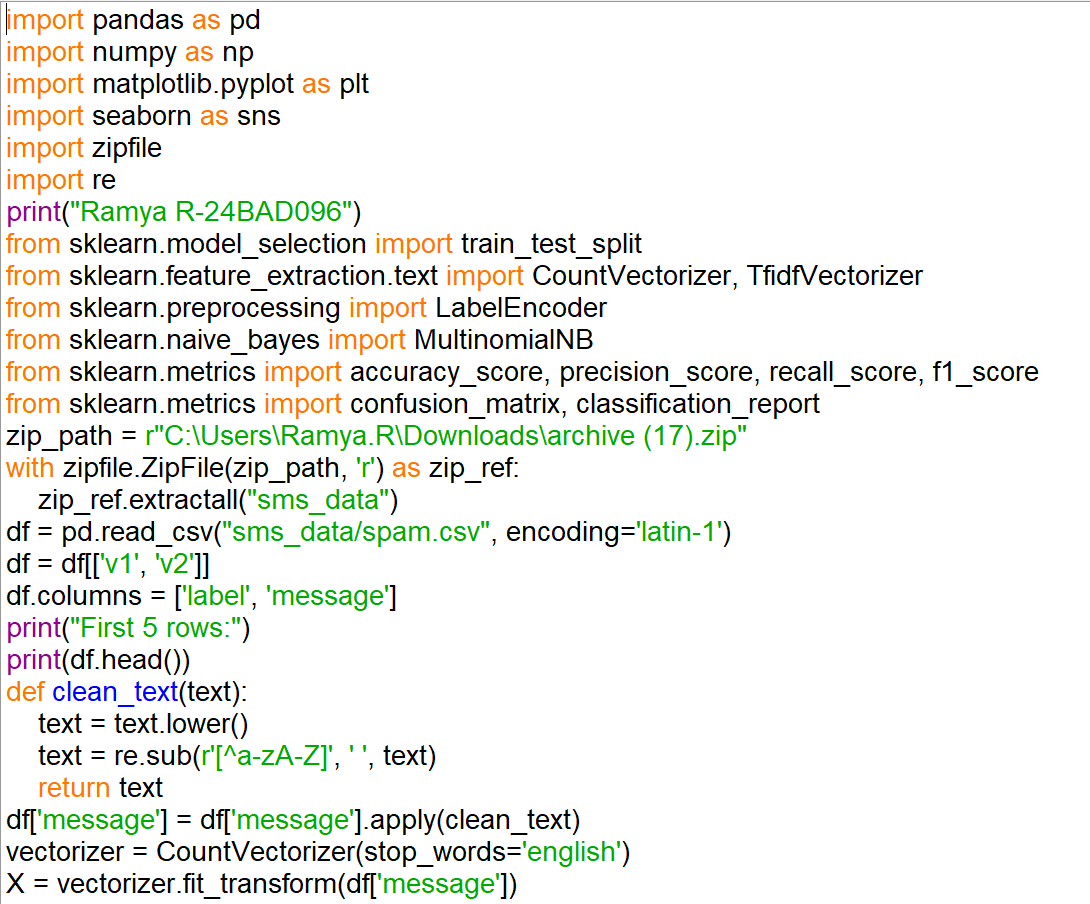 import pandas as pd
import numpy as np
import matplotlib.pyplot as plt
import seaborn as sns
import zipfile
import re
print("Ramya R-24BAD096")
from sklearn.model_selection import train_test_split
from sklearn.feature_extraction.text import CountVectorizer, TfidfVectorizer
from sklearn.preprocessing import LabelEncoder
from sklearn.naive_bayes import MultinomialNB
from sklearn.metrics import accuracy_score, precision_score, recall_score, f1_score
from sklearn.metrics import confusion_matrix, classification_report
zip_path = r"C:\Users\Ramya.R\Downloads\archive (17).zip"
with zipfile.ZipFile(zip_path, 'r') as zip_ref:
    zip_ref.extractall("sms_data")
df = pd.read_csv("sms_data/spam.csv", encoding='latin-1')
df = df[['v1', 'v2']]
df.columns = ['label', 'message']
print("First 5 rows:")
print(df.head())
def clean_text(text):
    text = text.lower()
    text = re.sub(r'[^a-zA-Z]', ' ', text)
    return text
df['message'] = df['message'].apply(clean_text)
vectorizer = CountVectorizer(stop_words='english')
X = vectorizer.fit_transform(df['message'])